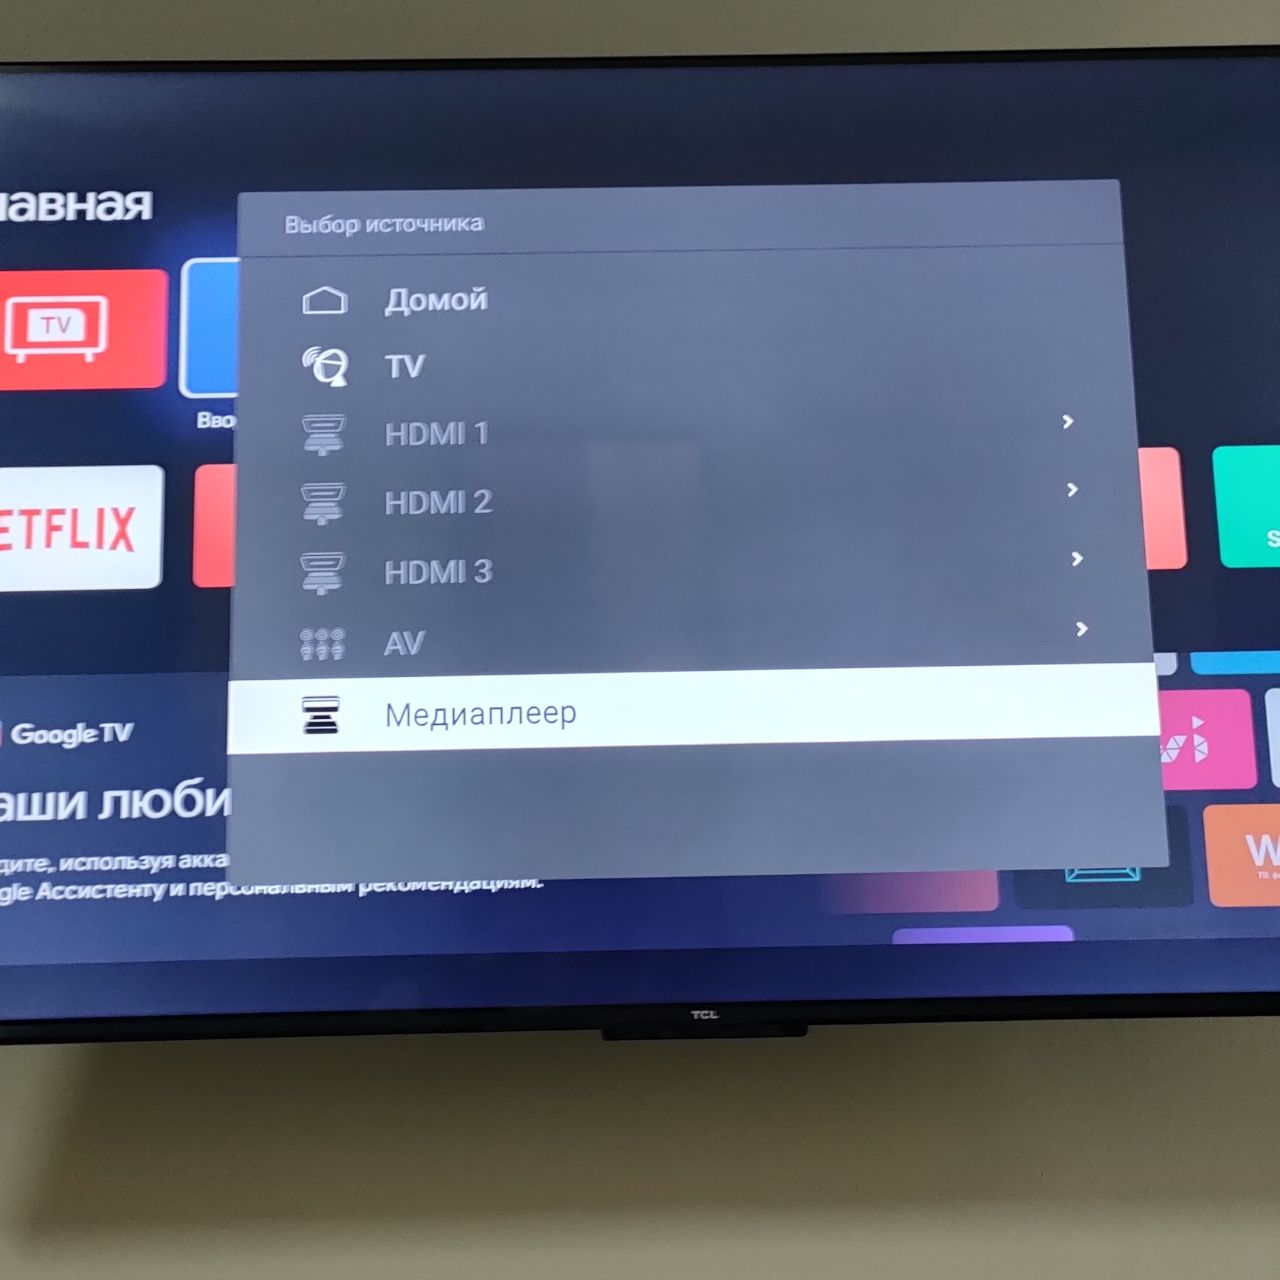 лавная
Выбор источника
Домой
TV
TV
Вво
HDMI 1
ETFLIX
HDMI 2
HDMI 3
AV
Медиаплеер
Google TV
аши люби
дите, используя акка
gle Ассистенту и персональным рекомендациям.
S
W
TCL